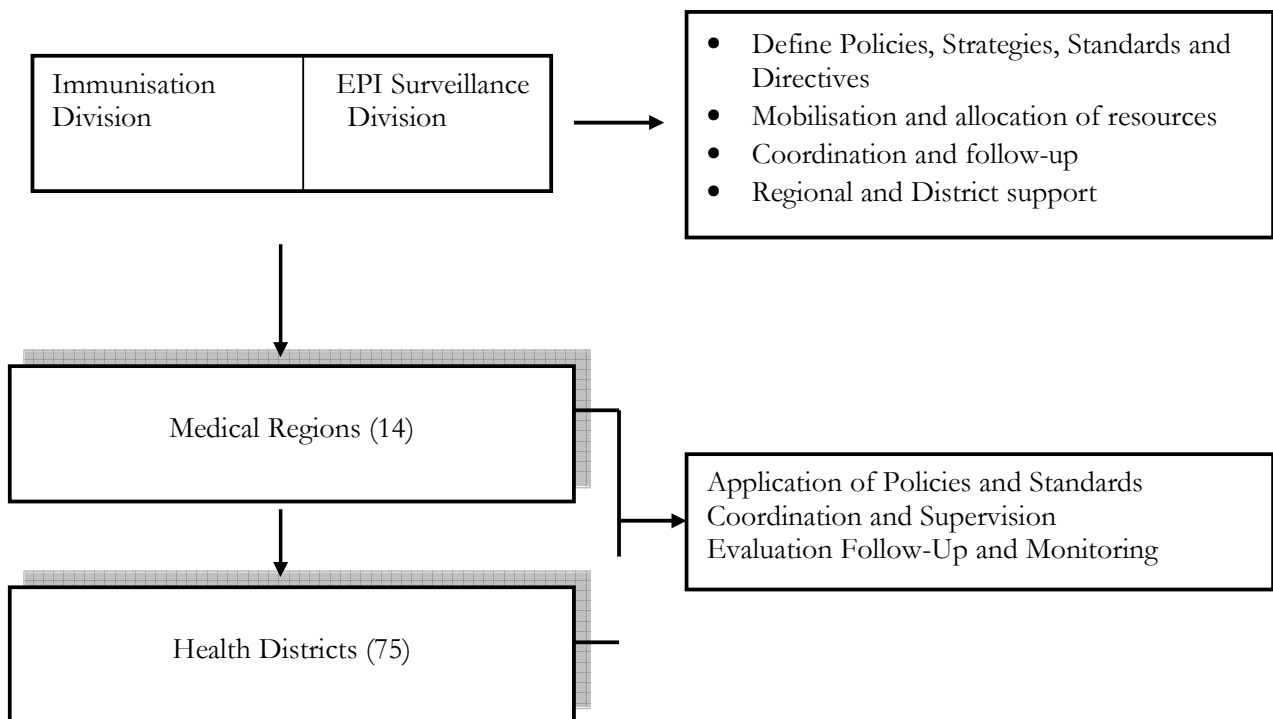 Immunisation
Division
EPI Surveillance
Division
• Define Policies, Strategies, Standards and
Directives
• Mobilisation and allocation of resources
• Coordination and follow-up
• Regional and District support
Medical Regions (14)
Application of Policies and Standards
Coordination and Supervision
Evaluation Follow-Up and Monitoring
Health Districts (75)